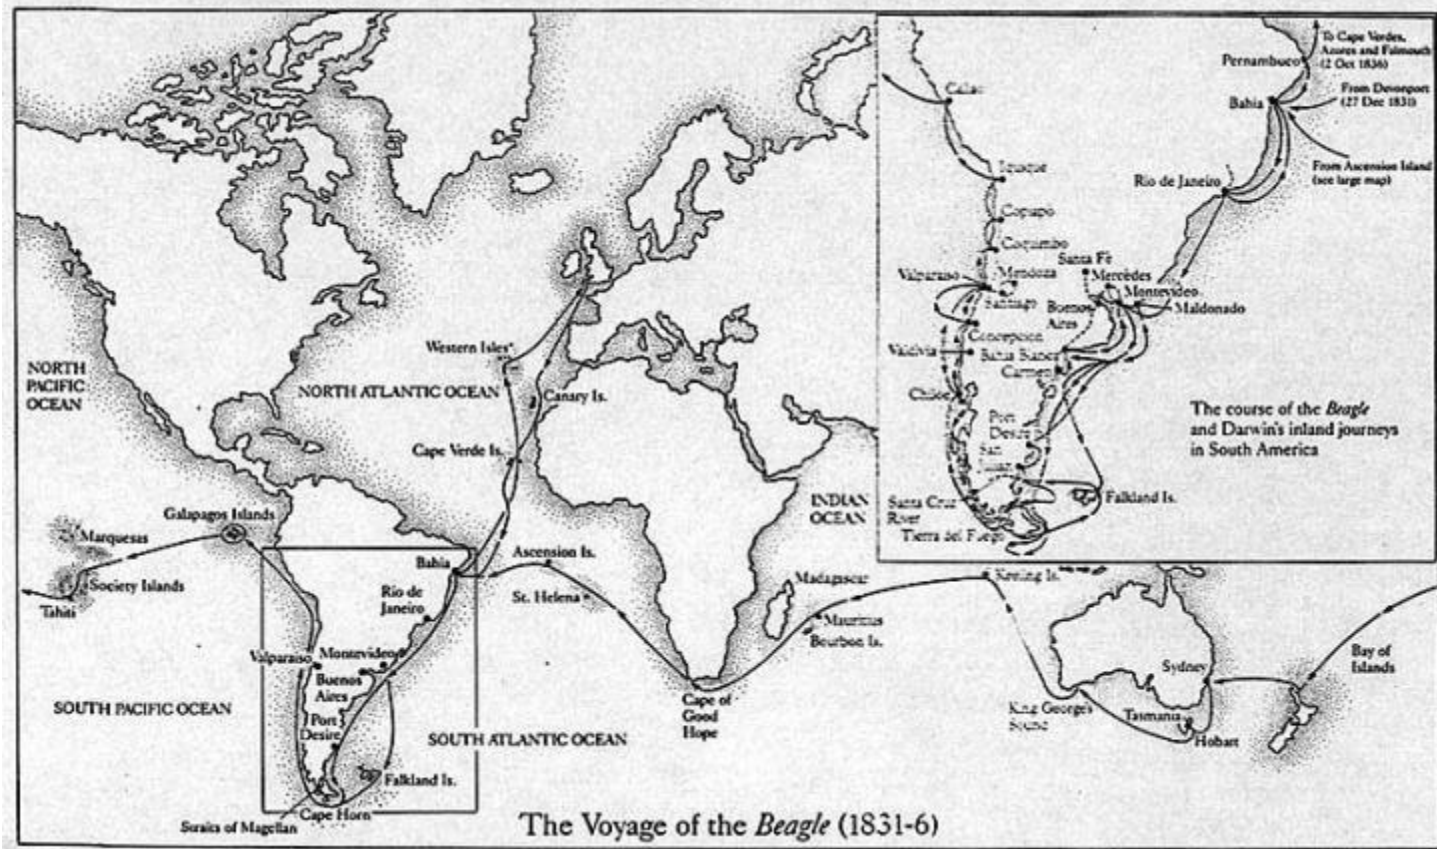 To Cape Verdes,
Azores and Falmouth
(2 Oct 1836)
Pernambuco
From Devonport
(27 Dec 1831)
Bahia
From Ascension Island
(see large map)
Rio de Janeiro
Copiapo
Coquimbo
Santa Fè
Mendoza
Mercedes
Valparaiso
Montevideo
Santiago
Buenos
Aires
Maldonado
Concepcion
Valdivia
Bahia Blanca
Carmen
Chiloe
The course of the Beagle
and Darwin's inland journeys
in South America
Port
Desire
San
Julian
Santa Cruz
River
Falkland Is.
Tierra del Fuego
Western Isles
NORTH
PACIFIC
OCEAN
NORTH ATLANTIC OCEAN
Canary Is.
Cape Verde Is.
INDIAN
OCEAN
Galapagos Islands
Marquesas
Society Islands
Tahiti
Bahia
Ascension Is.
St. Helena
Rio de
Janeiro
Madagascar
Mauritius
Bourbon Is.
Keeling Is.
Valparaiso
Montevideo
Buenos
Aires
Port
Desire
SOUTH PACIFIC OCEAN
SOUTH ATLANTIC OCEAN
Cape of
Good
Hope
King George's
Sound
Sydney
Tasmania
Hobart
Bay of
Islands
Falkland Is.
Cape Horn
Straits of Magellan
The Voyage of the Beagle (1831-6)